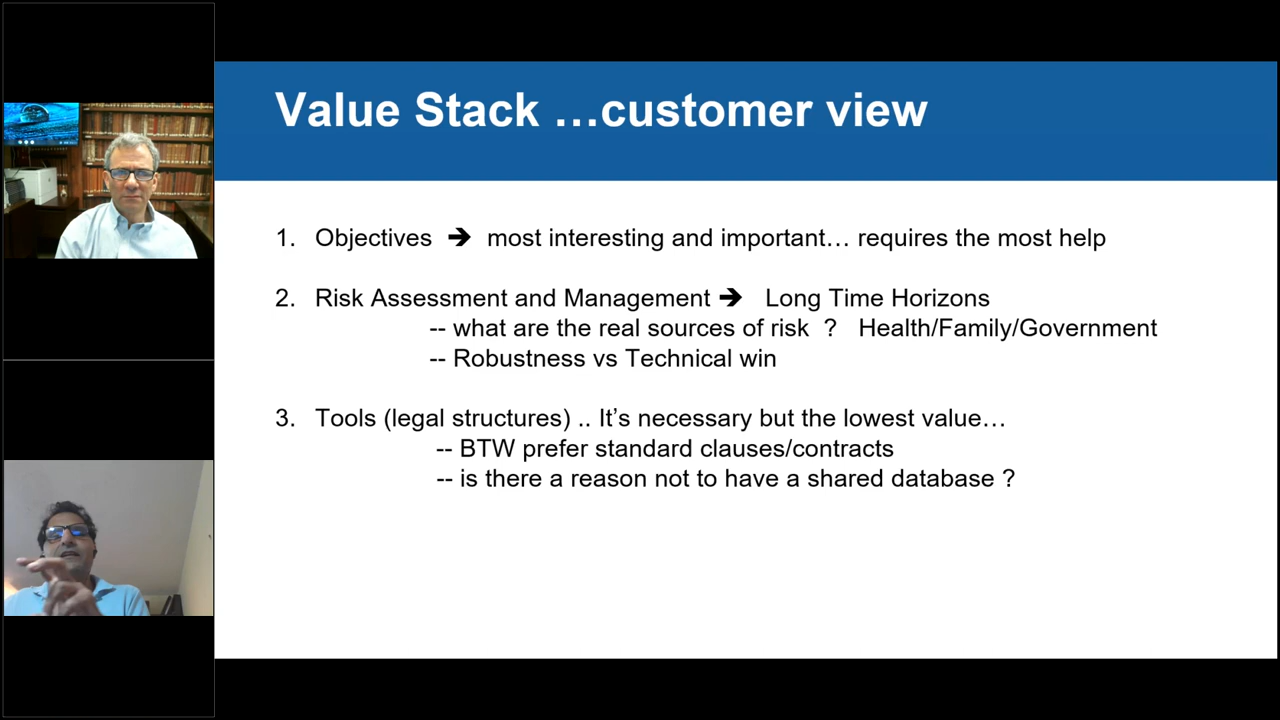 Value Stack …customer view
1. Objectives ➔ most interesting and important… requires the most help
2. Risk Assessment and Management ➔ Long Time Horizons
-- what are the real sources of risk ? Health/Family/Government
-- Robustness vs Technical win
3. Tools (legal structures) .. It’s necessary but the lowest value…
-- BTW prefer standard clauses/contracts
-- is there a reason not to have a shared database ?